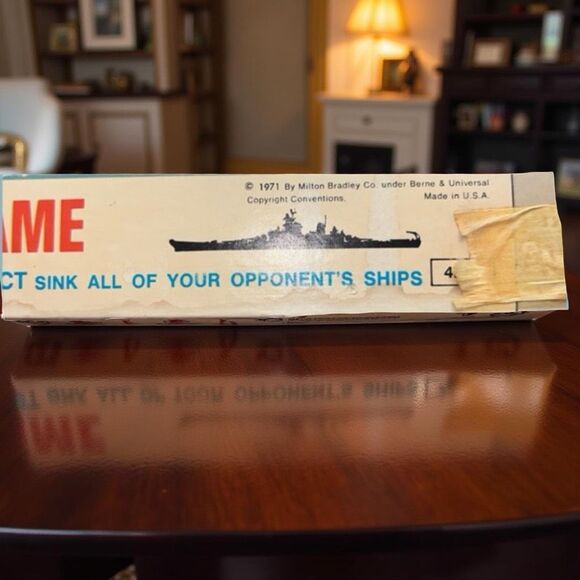 © 1971 By Milton Bradley Co. under Berne & Universal
Copyright Conventions. Made in U.S.A.
AME
CT SINK ALL OF YOUR OPPONENT'S SHIPS 4